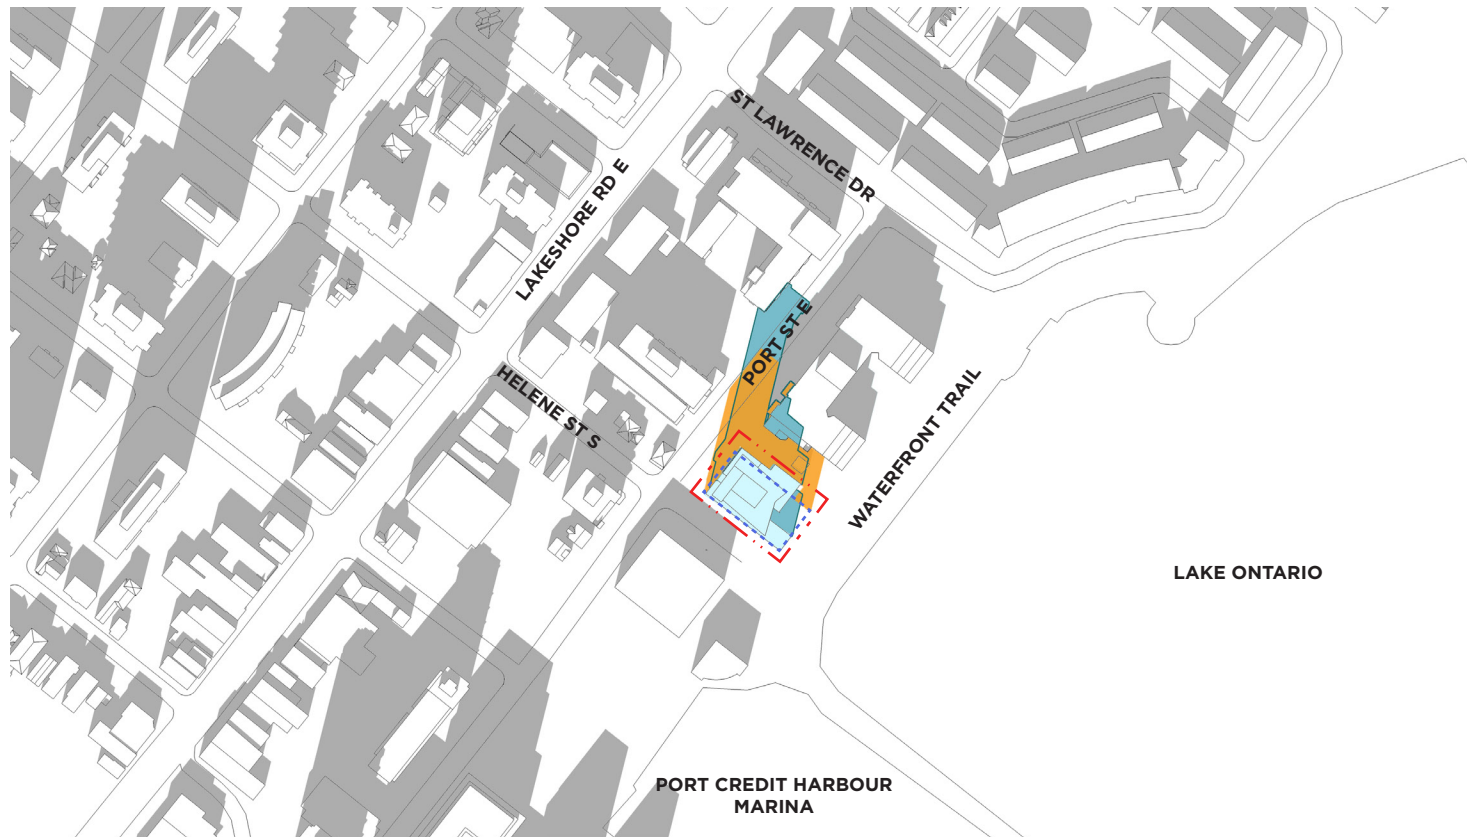 ST LAWRENCE DR
LAKESHORE RD E
PORT ST E
HELENE ST S
WATERFRONT TRAIL
LAKE ONTARIO
PORT CREDIT HARBOUR
MARINA